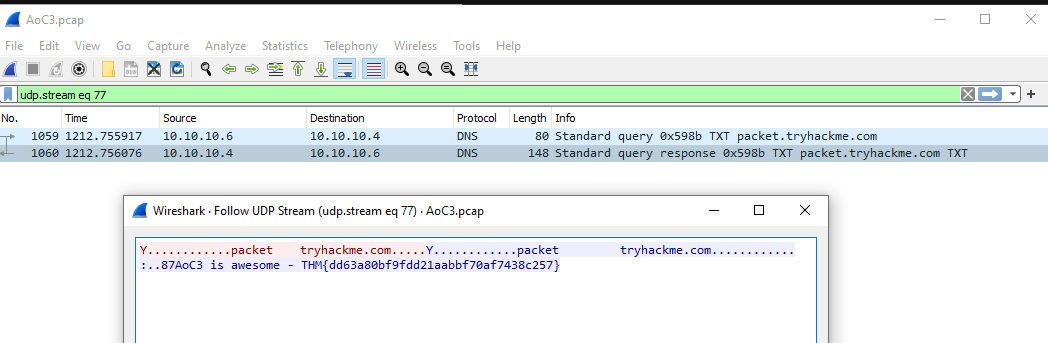 AoC3.pcap
File Edit View Go Capture Analyze Statistics Telephony Wireless Tools Help
udp.stream eq 77
No. Time Source Destination Protocol Length Info
1059 1212.755917 10.10.10.6 10.10.10.4 DNS 80 Standard query 0x598b TXT packet.tryhackme.com
1060 1212.756076 10.10.10.4 10.10.10.6 DNS 148 Standard query response 0x598b TXT packet.tryhackme.com TXT
Wireshark · Follow UDP Stream (udp.stream eq 77) · AoC3.pcap
Y............packet tryhackme.com.....Y............packet tryhackme.com............
:..87AoC3 is awesome - THM{dd63a80bf9fdd21aabbf70af7438c257}